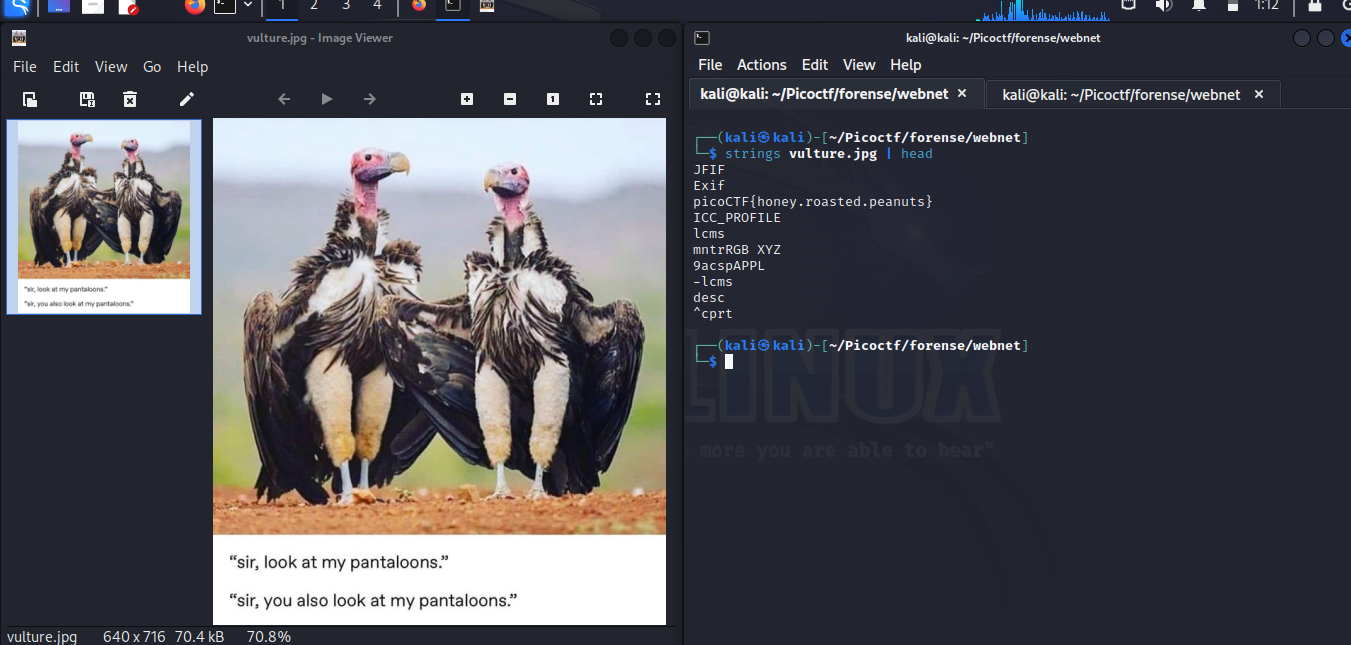 1 2 3 4 1:12
vulture.jpg - Image Viewer
File Edit View Go Help
1
"sir, look at my pantaloons."
"sir, you also look at my pantaloons."
“sir, look at my pantaloons.”
“sir, you also look at my pantaloons.”
vulture.jpg 640 x 716 70.4 kB 70.8%
kali@kali: ~/Picoctf/forense/webnet
File Actions Edit View Help
kali@kali: ~/Picoctf/forense/webnet × kali@kali: ~/Picoctf/forense/webnet ×
┌──(kali㉿kali)-[~/Picoctf/forense/webnet]
└─$ strings vulture.jpg | head
JFIF
Exif
picoCTF{honey.roasted.peanuts}
ICC_PROFILE
lcms
mntrRGB XYZ
9acspAPPL
-lcms
desc
^cprt
┌──(kali㉿kali)-[~/Picoctf/forense/webnet]
└─$
LINUX
more you are able to hear"